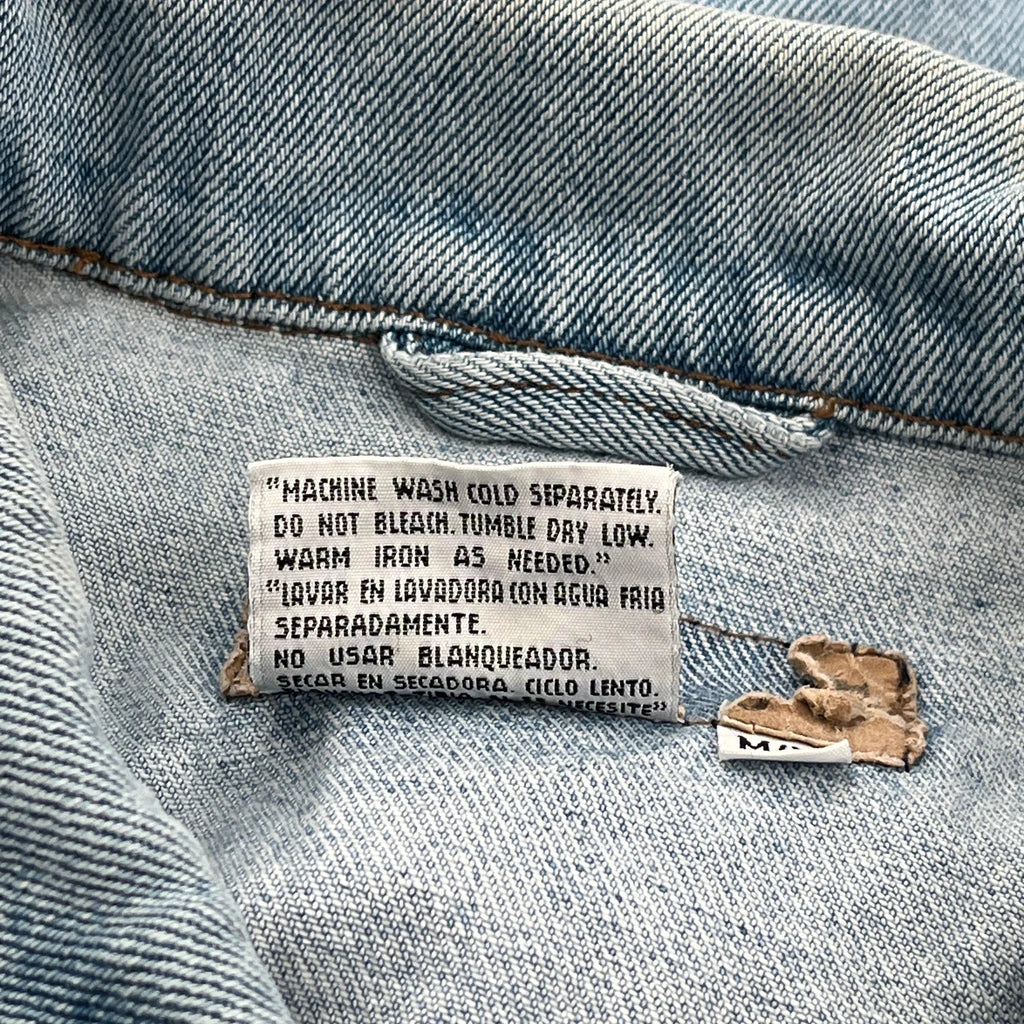 "MACHINE WASH COLD SEPARATELY.
DO NOT BLEACH. TUMBLE DRY LOW.
WARM IRON AS NEEDED."
"LAVAR EN LAVADORA CON AGUA FRIA
SEPARADAMENTE.
NO USAR BLANQUEADOR.
SECAR EN SECADORA. CICLO LENTO.
NECESITE"
M/